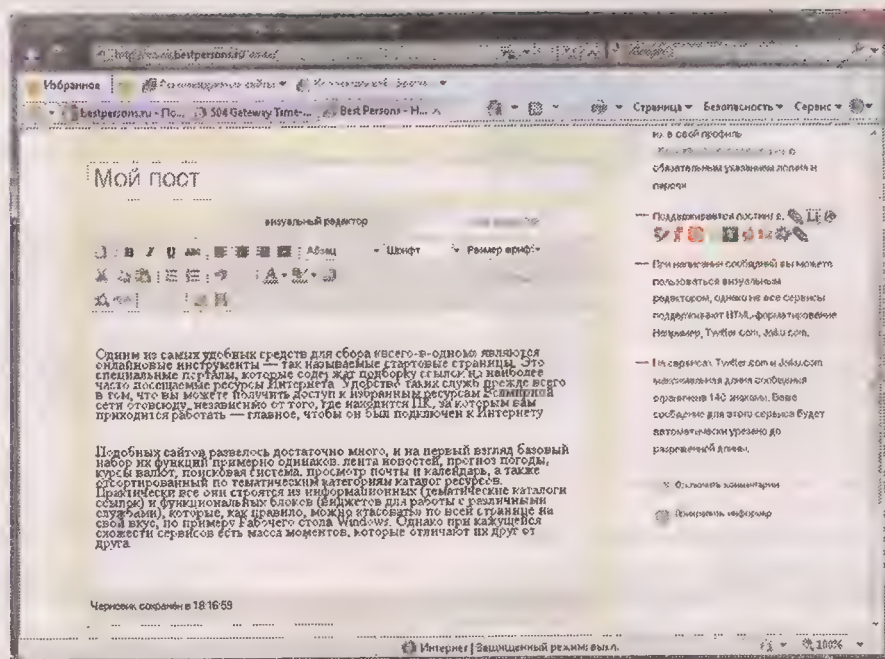 bestpersons.ru
Избранное
bestpersons.ru - По... 504 Gateway Time-... Best Persons - Н...
Страница Безопасность Сервис
Мой пост
визуальный редактор
B I U ABC Абзац Шрифт Размер шрифт
Одним из самых удобных средств для сбора «всего-в-одном» являются
онлайновые инструменты — так называемые стартовые страницы. Это
специальные порталы, которые содержат подборку ссылок на наиболее
часто посещаемые ресурсы Интернета. Удобство таких служб прежде всего
в том, что вы можете получить доступ к избранным ресурсам Всемирной
сети отовсюду, независимо от того, где находится ПК, за которым вам
приходится работать — главное, чтобы он был подключен к Интернету
Подобных сайтов развелось достаточно много, и на первый взгляд базовый
набор их функций примерно одинаков. лента новостей, прогноз погоды,
курсы валют, поисковая система, просмотр почты и календарь, а также
отсортированный по тематическим категориям каталог ресурсов.
Практически все они строятся из информационных (тематические каталоги
ссылок) и функциональных блоков (виджетов для работы с различными
службами), которые, как правило, можно «тасовать» по всей странице на
свой вкус, по примеру Рабочего стола Windows. Однако при кажущейся
схожести сервисов есть масса моментов, которые отличают их друг от
друга
Черновик сохранён в 18:16:59
их в свой профиль
обязательным указанием логина и
пароля
— Поддерживается постинг в
— При написании сообщений вы можете
пользоваться визуальным
редактором, однако не все сервисы
поддерживают HTML-форматирование
Например, Twitter com, Jaiku com.
— На сервисах Twitter com и Jaiku.com
максимальная длина сообщения
ограничена 140 знаками. Ваше
сообщение для этого сервиса будет
автоматически урезано до
разрешенной длины.
Отключить комментарии
Прикрепить информер
Интернет | Защищенный режим: выкл.
100%